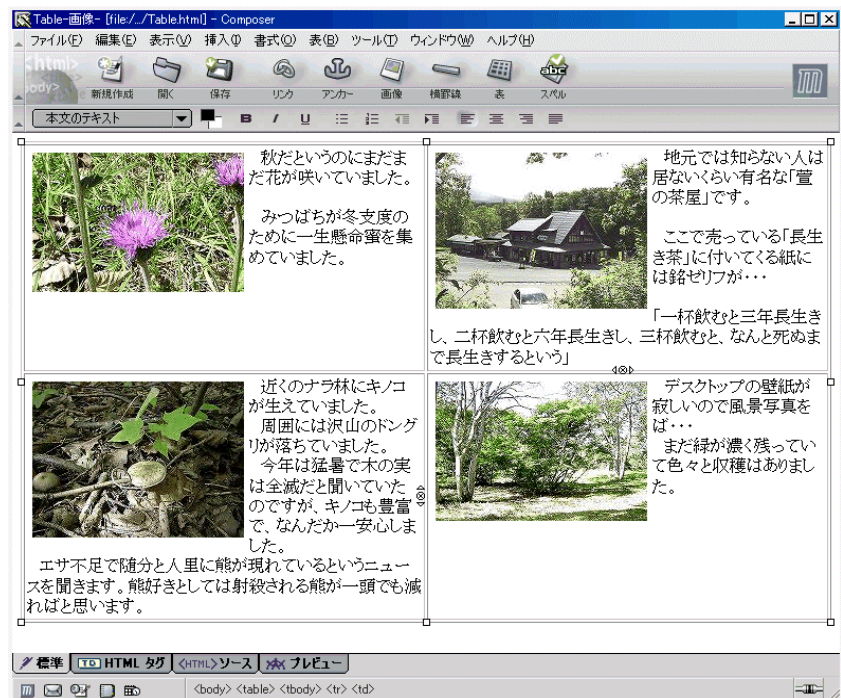 Table-画像- [file:/.../Table.html] - Composer
ファイル(F) 編集(E) 表示(V) 挿入(I) 書式(O) 表(B) ツール(T) ウィンドウ(W) ヘルプ(H)
新規作成 開く 保存 リンク アンカー 画像 横罫線 表 スペル
本文のテキスト
秋だというのにまだま
だ花が咲いていました。
みつばちが冬支度の
ために一生懸命蜜を集
めていました。
地元では知らない人は
居ないくらい有名な「萱
の茶屋」です。
ここで売っている「長生
き茶」に付いてくる紙に
は銘ゼリフが・・・
「一杯飲むと三年長生き
し、二杯飲むと六年長生きし、三杯飲むと、なんと死ぬま
で長生きするという」
近くのナラ林にキノコ
が生えていました。
周囲には沢山のドング
リが落ちていました。
今年は猛暑で木の実
は全滅だと聞いていた
のですが、キノコも豊富
で、なんだか一安心しま
した。
エサ不足で随分と人里に熊が現れているというニュー
スを聞きます。熊好きとしては射殺される熊が一頭でも減
ればと思います。
デスクトップの壁紙が
寂しいので風景写真を
ば・・・
まだ緑が濃く残ってい
て色々と収穫はありまし
た。
標準 TD HTML タグ <HTML>ソース プレビュー
<body> <table> <tbody> <tr> <td>